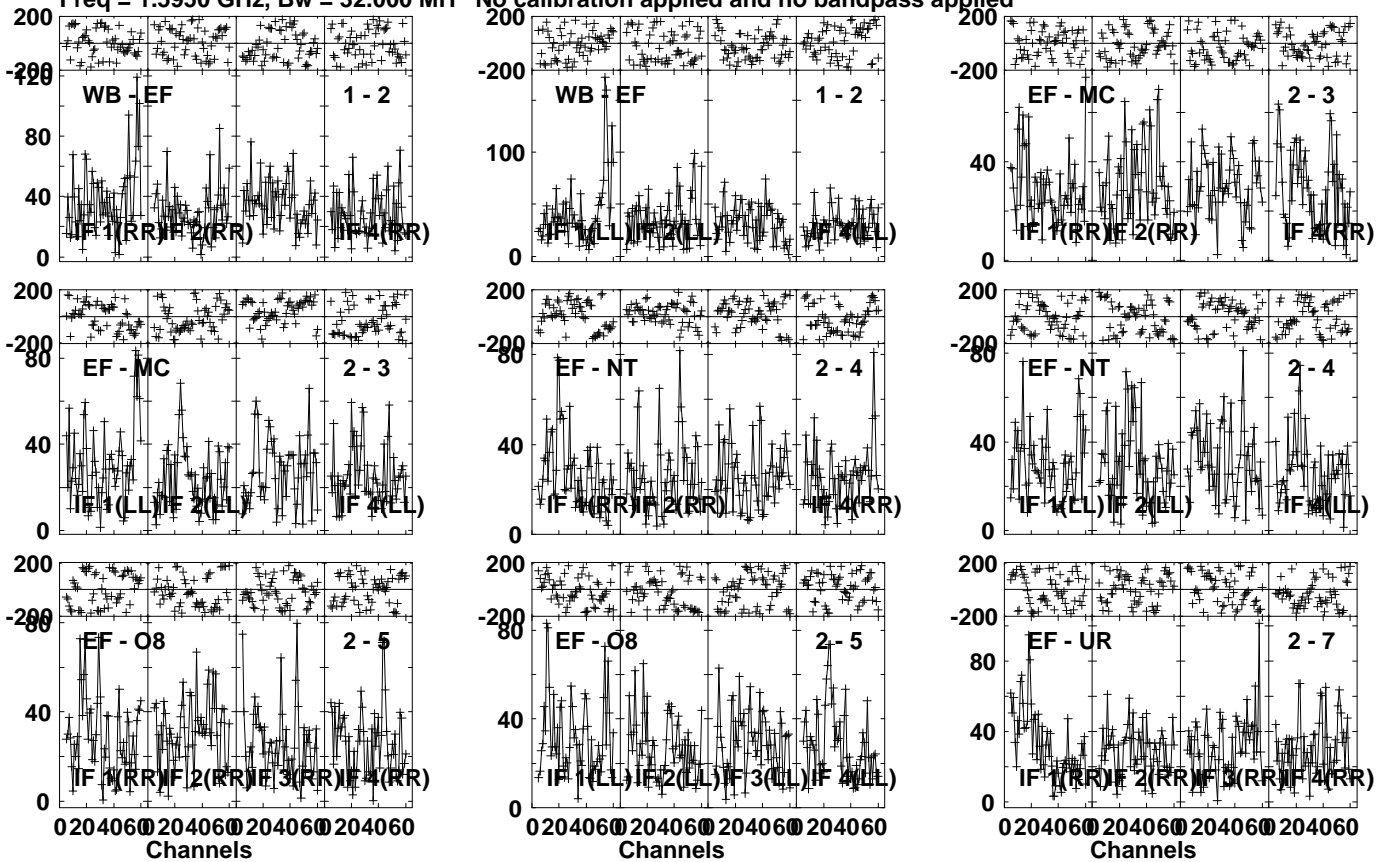 Freq = 1.5950 GHz, Bw = 32.000 MH No calibration applied and no bandpass applied
200 200 200
-200 -200 -200
120 WB - EF 1 - 2 WB - EF 1 - 2 EF - MC 2 - 3
80 100 40
40
IF 1(RR) IF 2(RR) IF 4(RR) IF 1(LL) IF 2(LL) IF 4(LL) IF 1(RR) IF 2(RR) IF 4(RR)
0 0 0
200 200 200
-200 -200 -200
80 EF - MC 2 - 3 80 EF - NT 2 - 4 80 EF - NT 2 - 4
40 40 40
IF 1(LL) IF 2(LL) IF 4(LL) IF 1(RR) IF 2(RR) IF 4(RR) IF 1(LL) IF 2(LL) IF 4(LL)
0 0 0
200 200 200
-200 -200 -200
80 EF - O8 2 - 5 80 EF - O8 2 - 5 EF - UR 2 - 7
80
40 40 40
IF 1(RR) IF 2(RR) IF 3(RR) IF 4(RR) IF 1(LL) IF 2(LL) IF 3(LL) IF 4(LL) IF 1(RR) IF 2(RR) IF 3(RR) IF 4(RR)
0 0 0
0 20 40 60 0 20 40 60 0 20 40 60 0 20 40 60 0 20 40 60 0 20 40 60 0 20 40 60 0 20 40 60 0 20 40 60 0 20 40 60 0 20 40 60 0 20 40 60
Channels Channels Channels